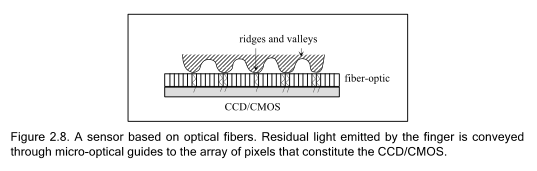 ridges and valleys
fiber-optic
CCD/CMOS
Figure 2.8. A sensor based on optical fibers. Residual light emitted by the finger is conveyed
through micro-optical guides to the array of pixels that constitute the CCD/CMOS.